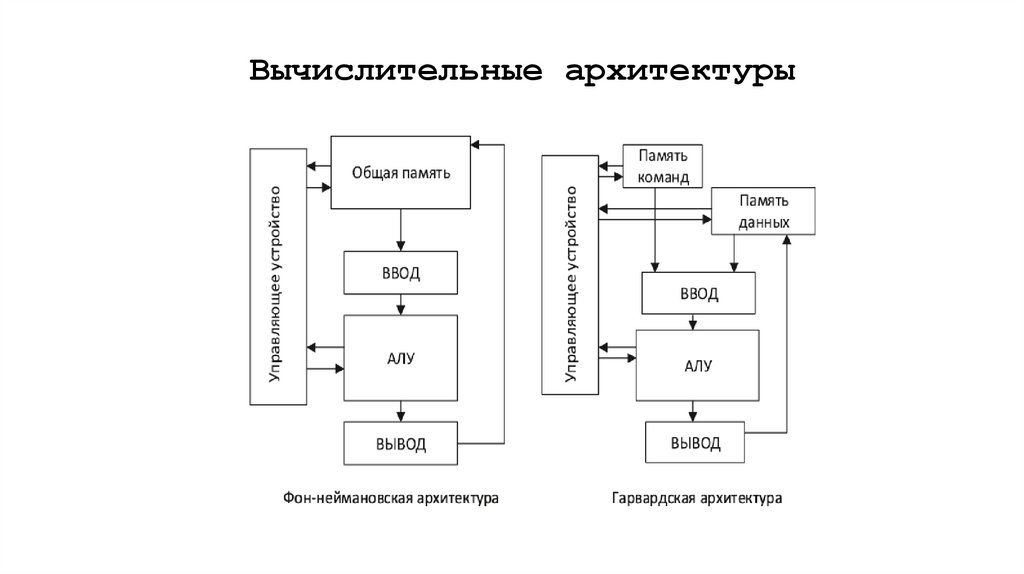 Вычислительные архитектуры
Управляющее устройство
Общая память
ВВОД
АЛУ
ВЫВОД
Фон-неймановская архитектура
Управляющее устройство
Память
команд
Память
данных
ВВОД
АЛУ
ВЫВОД
Гарвардская архитектура